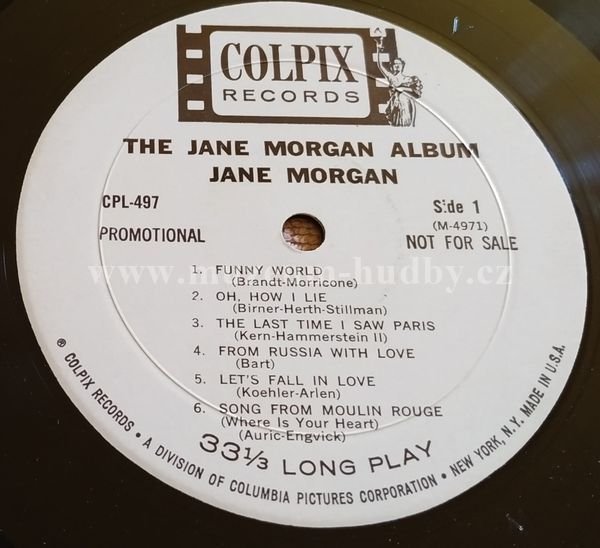 COLPIX
RECORDS
THE JANE MORGAN ALBUM
JANE MORGAN
CPL-497
Side 1
(M-4971)
PROMOTIONAL
NOT FOR SALE
1. FUNNY WORLD
(Brandt-Morricone)
2. OH, HOW I LIE
(Birner-Herth-Stillman)
3. THE LAST TIME I SAW PARIS
(Kern-Hammerstein II)
4. FROM RUSSIA WITH LOVE
(Bart)
5. LET'S FALL IN LOVE
(Koehler-Arlen)
6. SONG FROM MOULIN ROUGE
(Where Is Your Heart)
(Auric-Engvick)
33⅓ LONG PLAY
® COLPIX RECORDS • A DIVISION OF COLUMBIA PICTURES CORPORATION • NEW YORK, N.Y. MADE IN U.S.A.